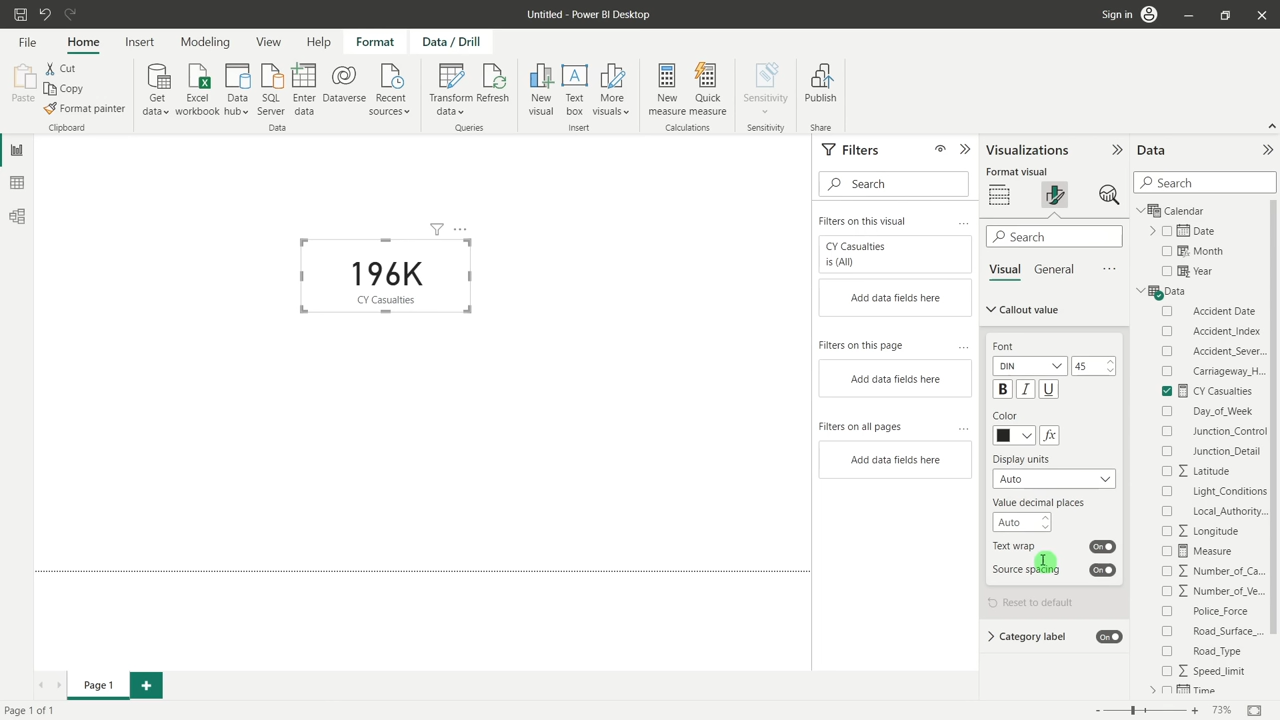 Untitled - Power BI Desktop
Sign in
File
Home
Insert
Modeling
View
Help
Format
Data / Drill
Paste
Cut
Copy
Format painter
Clipboard
Get data
Excel workbook
Data hub
SQL Server
Enter data
Dataverse
Recent sources
Data
Transform data
Refresh
Queries
New visual
Text box
More visuals
Insert
New measure
Quick measure
Calculations
Sensitivity
Sensitivity
Publish
Share
196K
CY Casualties
Filters
Search
Filters on this visual
CY Casualties
is (All)
Add data fields here
Filters on this page
Add data fields here
Filters on all pages
Add data fields here
Visualizations
Format visual
Search
Visual
General
Callout value
Font
DIN
45
B
I
U
Color
fx
Display units
Auto
Value decimal places
Auto
Text wrap
On
Source spacing
On
Reset to default
Category label
On
Data
Search
Calendar
Date
Month
Year
Data
Accident Date
Accident_Index
Accident_Sever...
Carriageway_H...
CY Casualties
Day_of_Week
Junction_Control
Junction_Detail
Latitude
Light_Conditions
Local_Authority...
Longitude
Measure
Number_of_Ca...
Number_of_Ve...
Police_Force
Road_Surface_...
Road_Type
Speed_limit
Time
Page 1
Page 1 of 1
73%